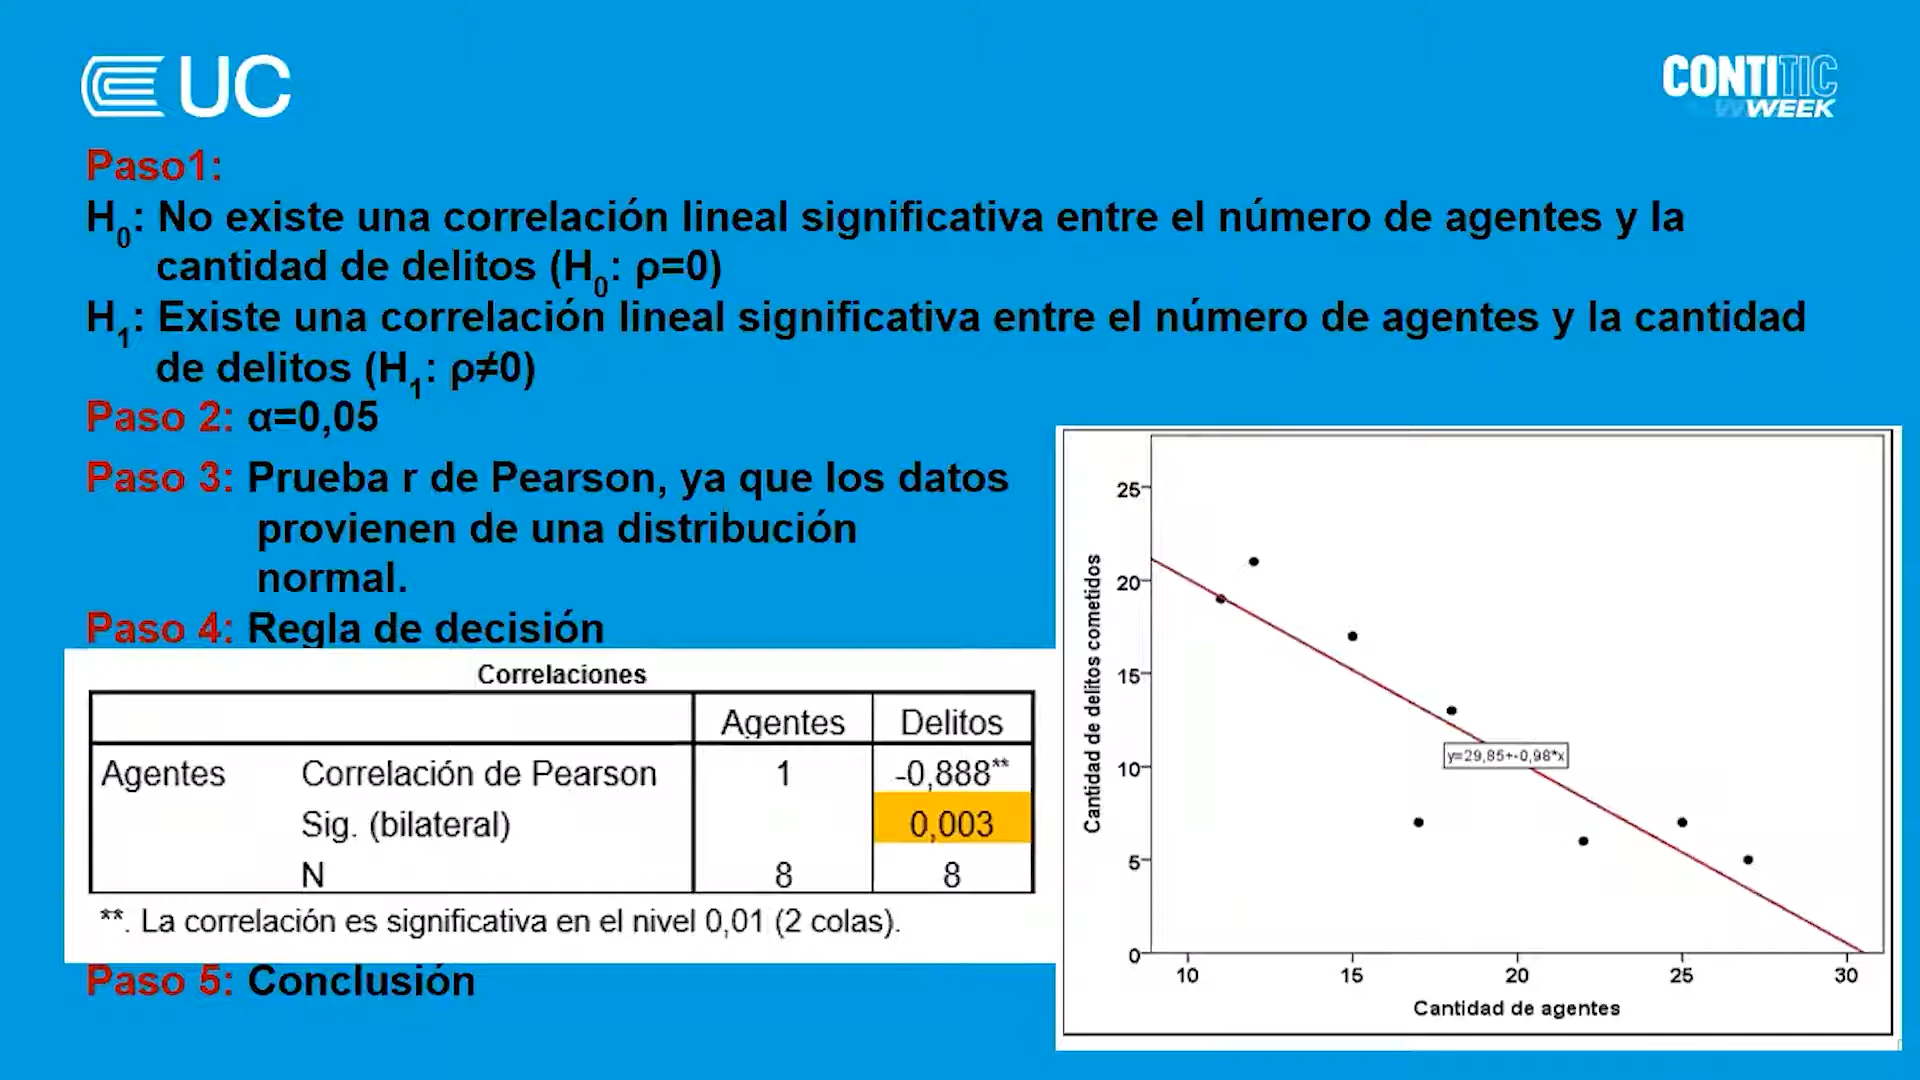 UC
CONTITIC
WEEK
Paso1:
H0: No existe una correlación lineal significativa entre el número de agentes y la
cantidad de delitos (H0: ρ=0)
H1: Existe una correlación lineal significativa entre el número de agentes y la cantidad
de delitos (H1: ρ≠0)
Paso 2: α=0,05
Paso 3: Prueba r de Pearson, ya que los datos
provienen de una distribución
normal.
Paso 4: Regla de decisión
Correlaciones
Agentes Delitos
Agentes Correlación de Pearson 1 -0,888**
Sig. (bilateral) 0,003
N 8 8
**. La correlación es significativa en el nivel 0,01 (2 colas).
Paso 5: Conclusión
Cantidad de delitos cometidos
25
20
15
10
5
0
y=29,85+-0,98*x
10 15 20 25 30
Cantidad de agentes